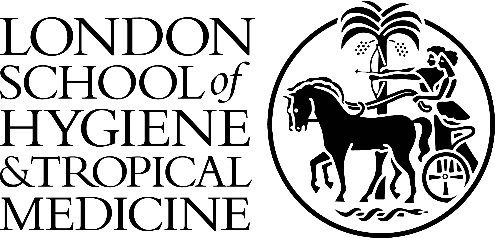 LONDON
SCHOOL of
HYGIENE
&TROPICAL
MEDICINE